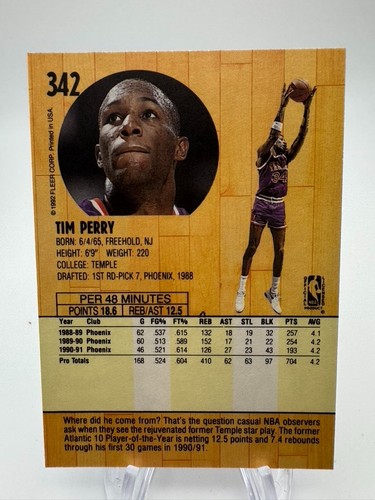 342
© 1992 FLEER CORP. Printed in USA.
34
TIM PERRY
BORN: 6/4/65, FREEHOLD, NJ
HEIGHT: 6'9" WEIGHT: 220
COLLEGE: TEMPLE
DRAFTED: 1ST RD-PICK 7, PHOENIX, 1988
NBA
PER 48 MINUTES
POINTS 18.6 REB/AST 12.5
Year Club G FG% FT% REB AST STL BLK PTS AVG
1988-89 Phoenix 62 .537 .615 132 18 19 32 257 4.1
1989-90 Phoenix 60 .513 .589 152 17 21 22 254 4.2
1990-91 Phoenix 46 .521 .614 126 27 23 43 193 4.2
Pro Totals 168 .524 .604 410 62 63 97 704 4.2
Where did he come from? That's the question casual NBA observers
ask when they see the rejuvenated former Temple star play. The former
Atlantic 10 Player-of-the-Year is netting 12.5 points and 7.4 rebounds
through his first 30 games in 1990/91.